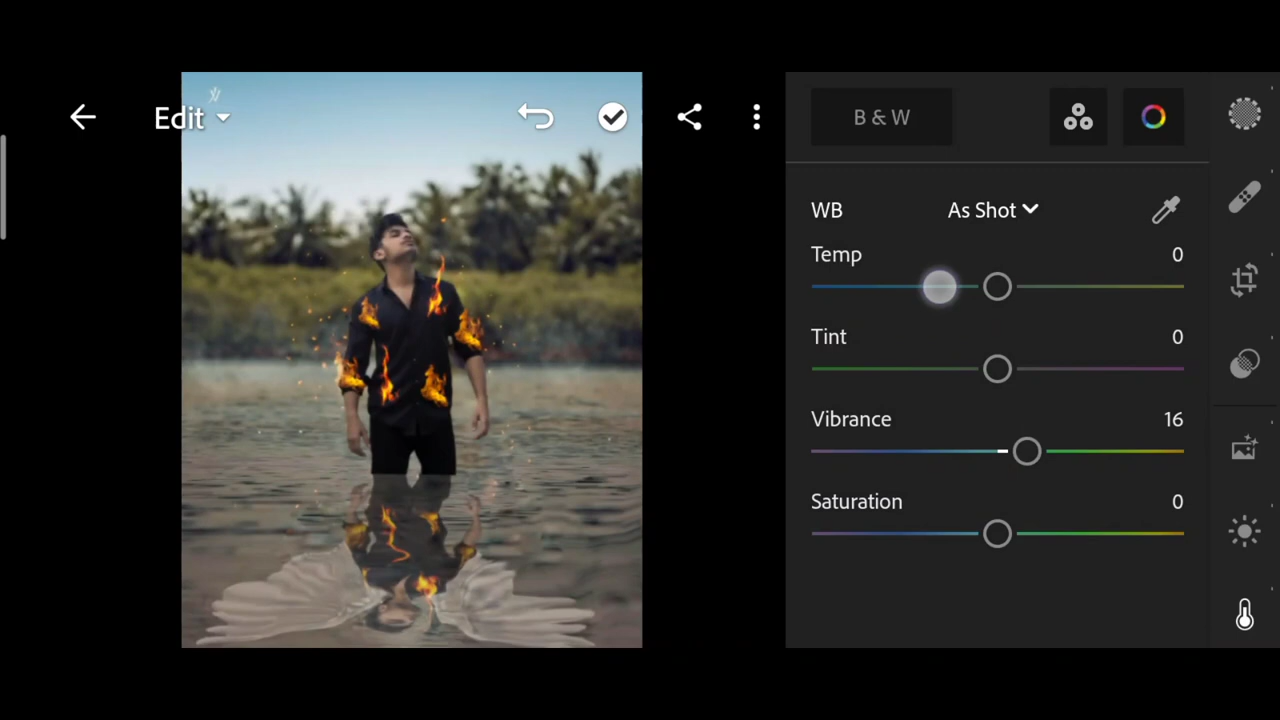 Edit
B & W
WB As Shot
Temp 0
Tint 0
Vibrance 16
Saturation 0